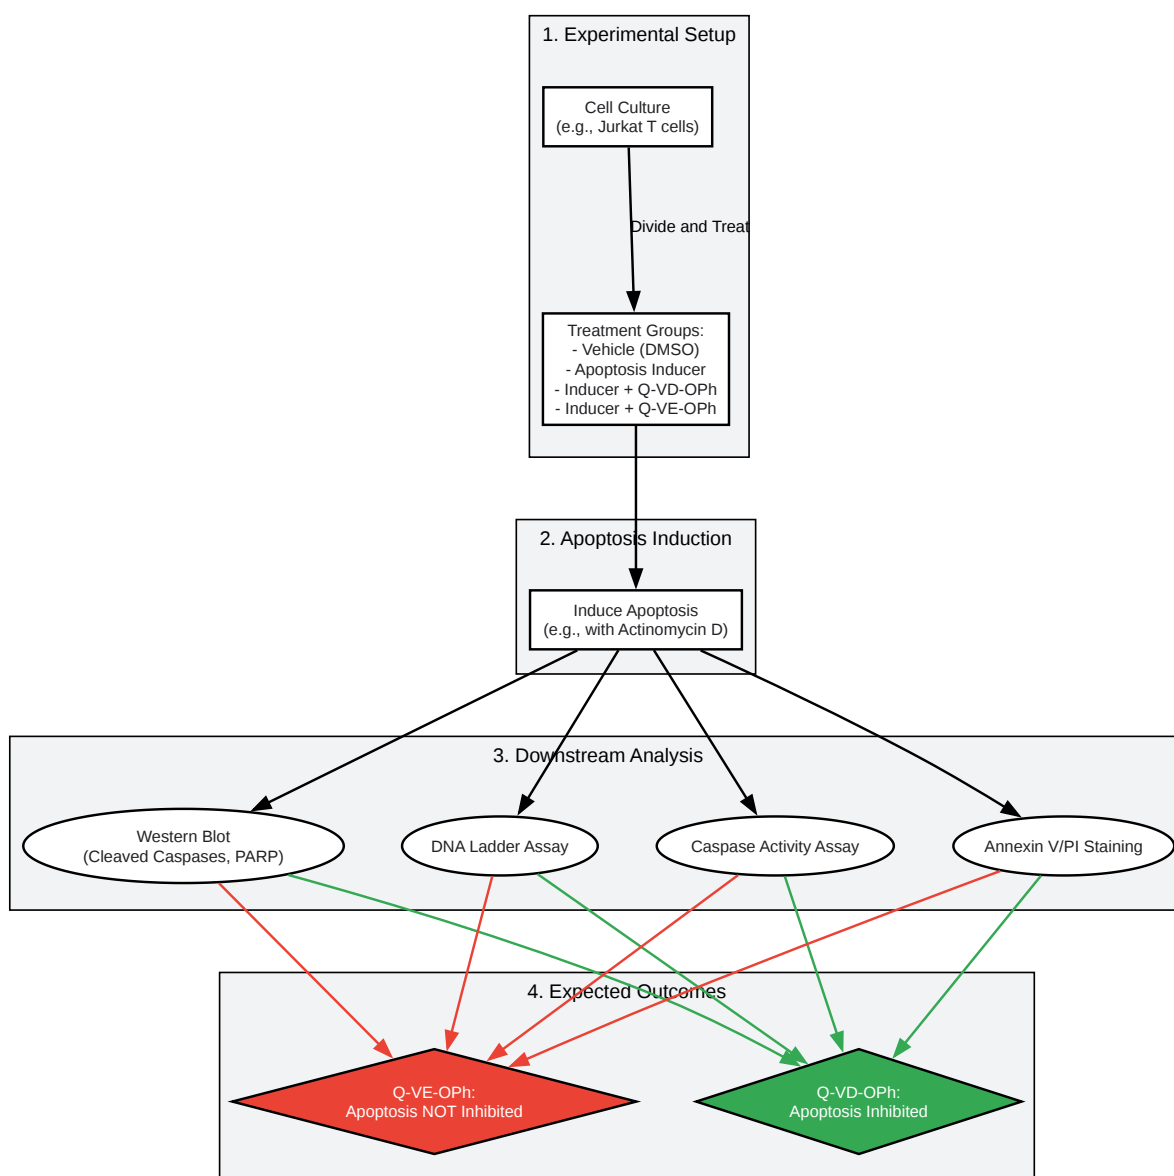 1. Experimental Setup
Cell Culture
(e.g., Jurkat T cells)
Divide and Treat
Treatment Groups:
- Vehicle (DMSO)
- Apoptosis Inducer
- Inducer + Q-VD-OPh
- Inducer + Q-VE-OPh
2. Apoptosis Induction
Induce Apoptosis
(e.g., with Actinomycin D)
3. Downstream Analysis
Western Blot
(Cleaved Caspases, PARP)
DNA Ladder Assay
Caspase Activity Assay
Annexin V/PI Staining
4. Expected Outcomes
Q-VE-OPh:
Apoptosis NOT Inhibited
Q-VD-OPh:
Apoptosis Inhibited